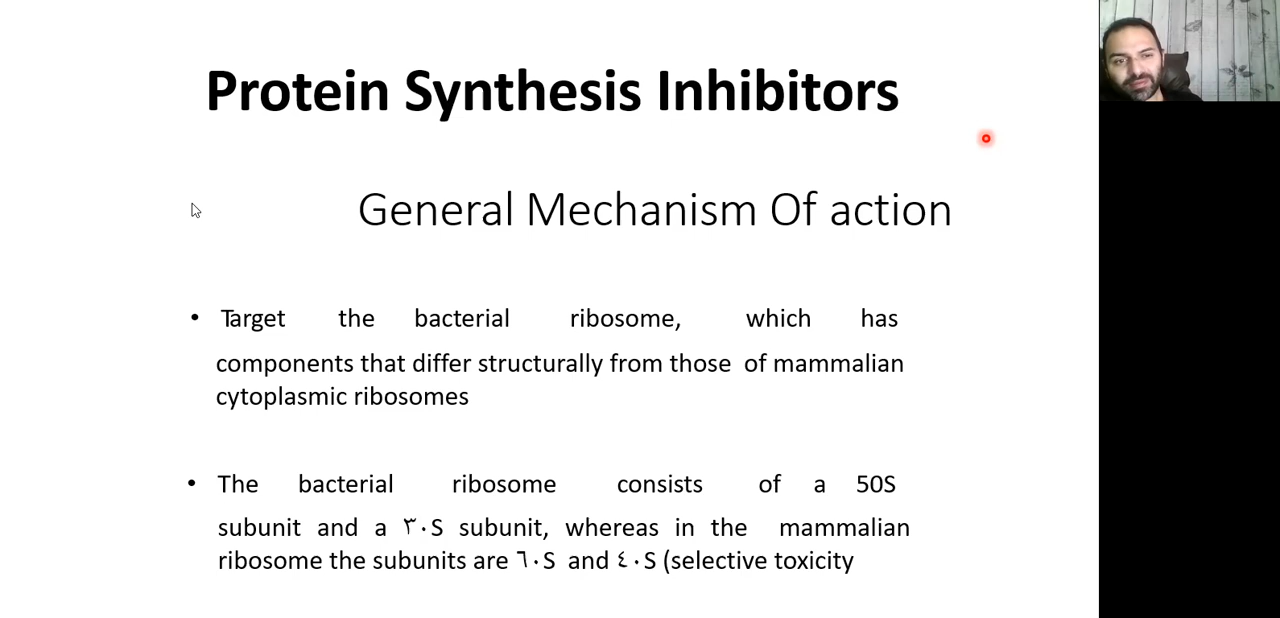 Protein Synthesis Inhibitors
General Mechanism Of action
• Target the bacterial ribosome, which has
components that differ structurally from those of mammalian
cytoplasmic ribosomes
• The bacterial ribosome consists of a 50S
subunit and a ٣٠S subunit, whereas in the mammalian
ribosome the subunits are ٦٠S and ٤٠S (selective toxicity